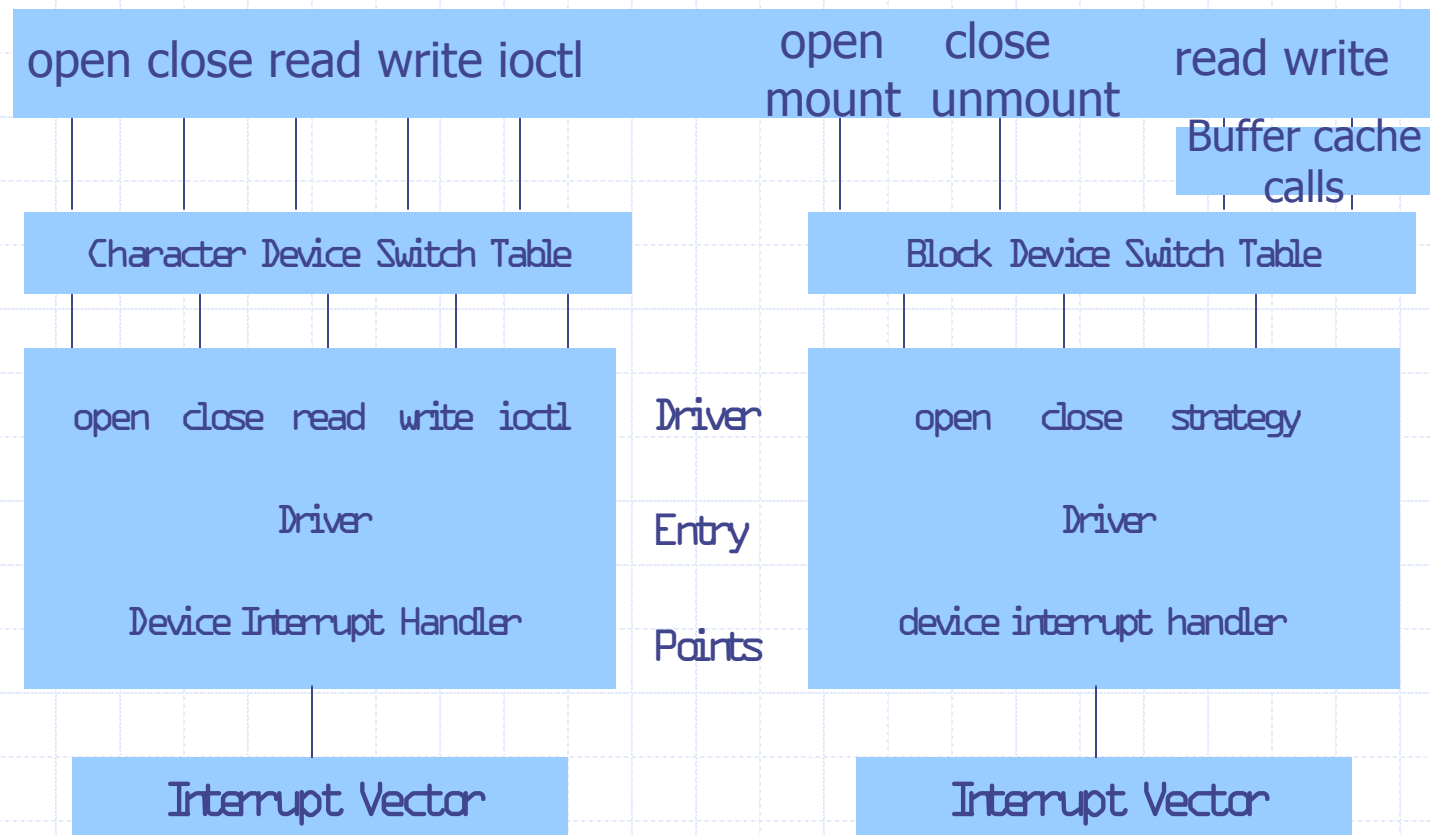 open close read write ioctl
open close
mount unmount
read write
Buffer cache
calls
Character Device Switch Table
Block Device Switch Table
open close read write ioctl
Driver
open close strategy
Driver
Entry
Driver
Device Interrupt Handler
Points
device interrupt handler
Interrupt Vector
Interrupt Vector